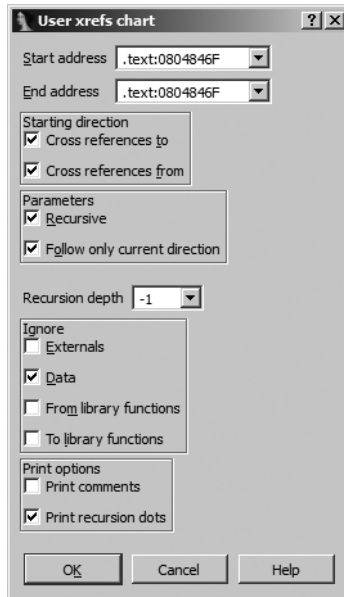 User xrefs chart
Start address .text:0804846F
End address .text:0804846F
Starting direction
Cross references to
Cross references from
Parameters
Recursive
Follow only current direction
Recursion depth -1
Ignore
Externals
Data
From library functions
To library functions
Print options
Print comments
Print recursion dots
OK Cancel Help